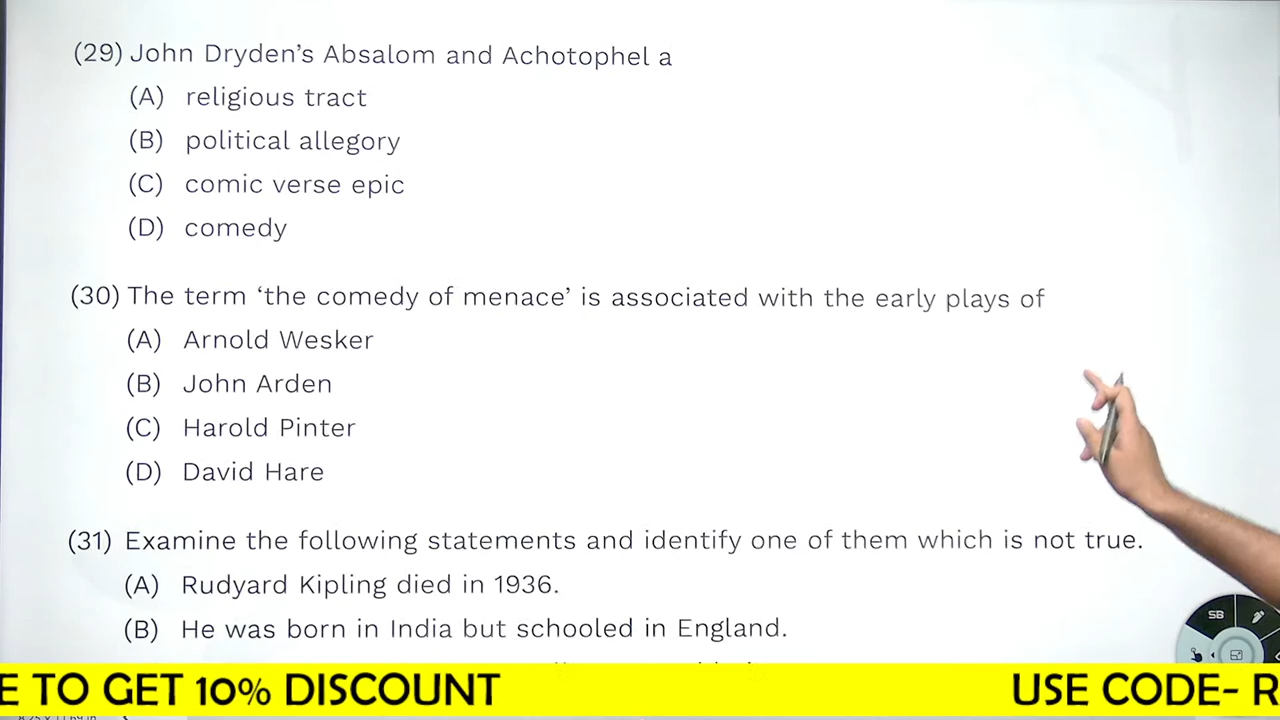 (29) John Dryden's Absalom and Achotophel a
(A) religious tract
(B) political allegory
(C) comic verse epic
(D) comedy
(30) The term 'the comedy of menace' is associated with the early plays of
(A) Arnold Wesker
(B) John Arden
(C) Harold Pinter
(D) David Hare
(31) Examine the following statements and identify one of them which is not true.
(A) Rudyard Kipling died in 1936.
(B) He was born in India but schooled in England.
SB
E TO GET 10% DISCOUNT USE CODE- R